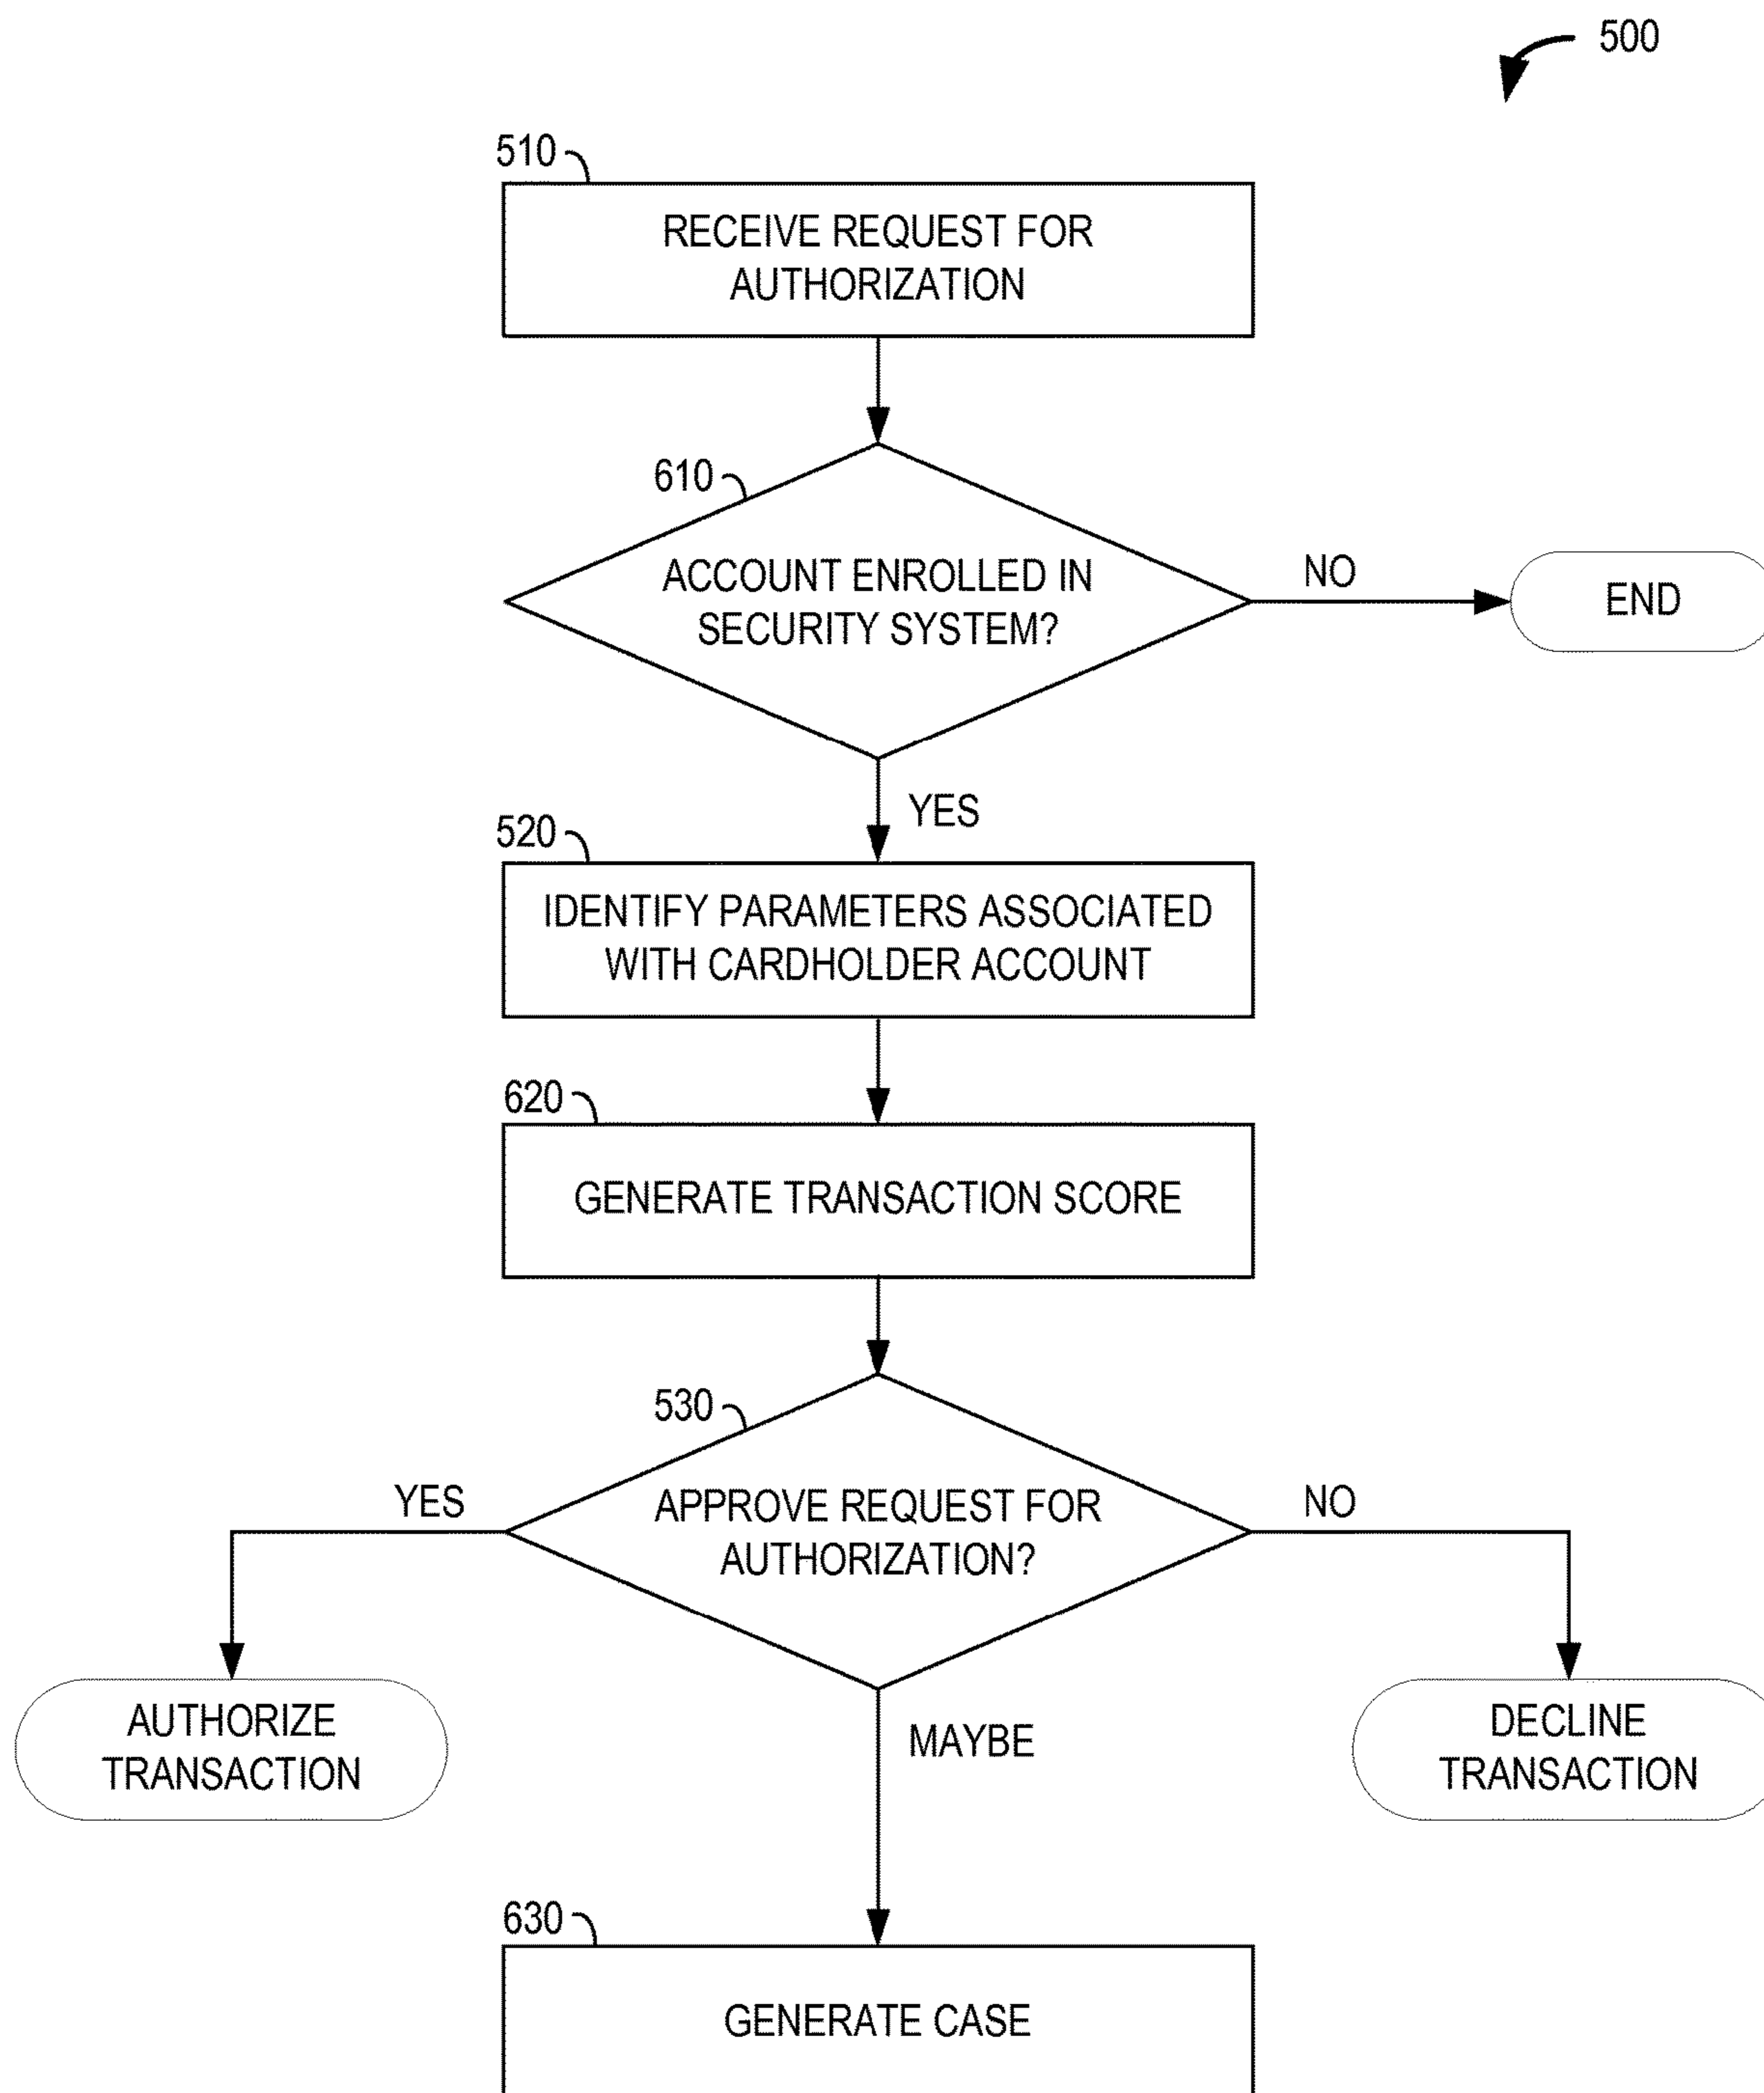 500
510
RECEIVE REQUEST FOR
AUTHORIZATION
610
ACCOUNT ENROLLED IN
SECURITY SYSTEM?
NO
END
YES
520
IDENTIFY PARAMETERS ASSOCIATED
WITH CARDHOLDER ACCOUNT
620
GENERATE TRANSACTION SCORE
530
APPROVE REQUEST FOR
AUTHORIZATION?
YES
NO
AUTHORIZE
TRANSACTION
MAYBE
DECLINE
TRANSACTION
630
GENERATE CASE